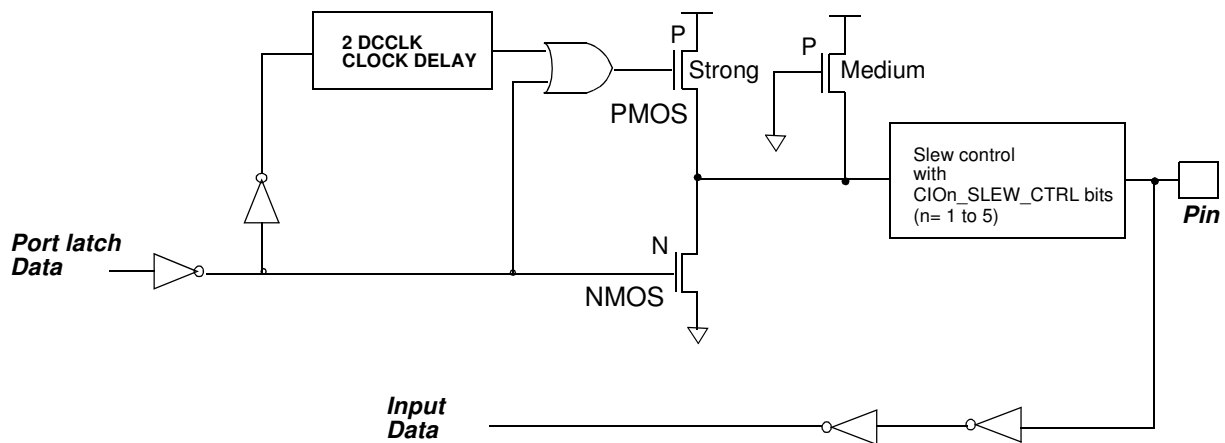 2 DCCLK
CLOCK DELAY
P
Strong
PMOS
P
Medium
Slew control
with
CIOn_SLEW_CTRL bits
(n= 1 to 5)
Pin
Port latch
Data
N
NMOS
Input
Data